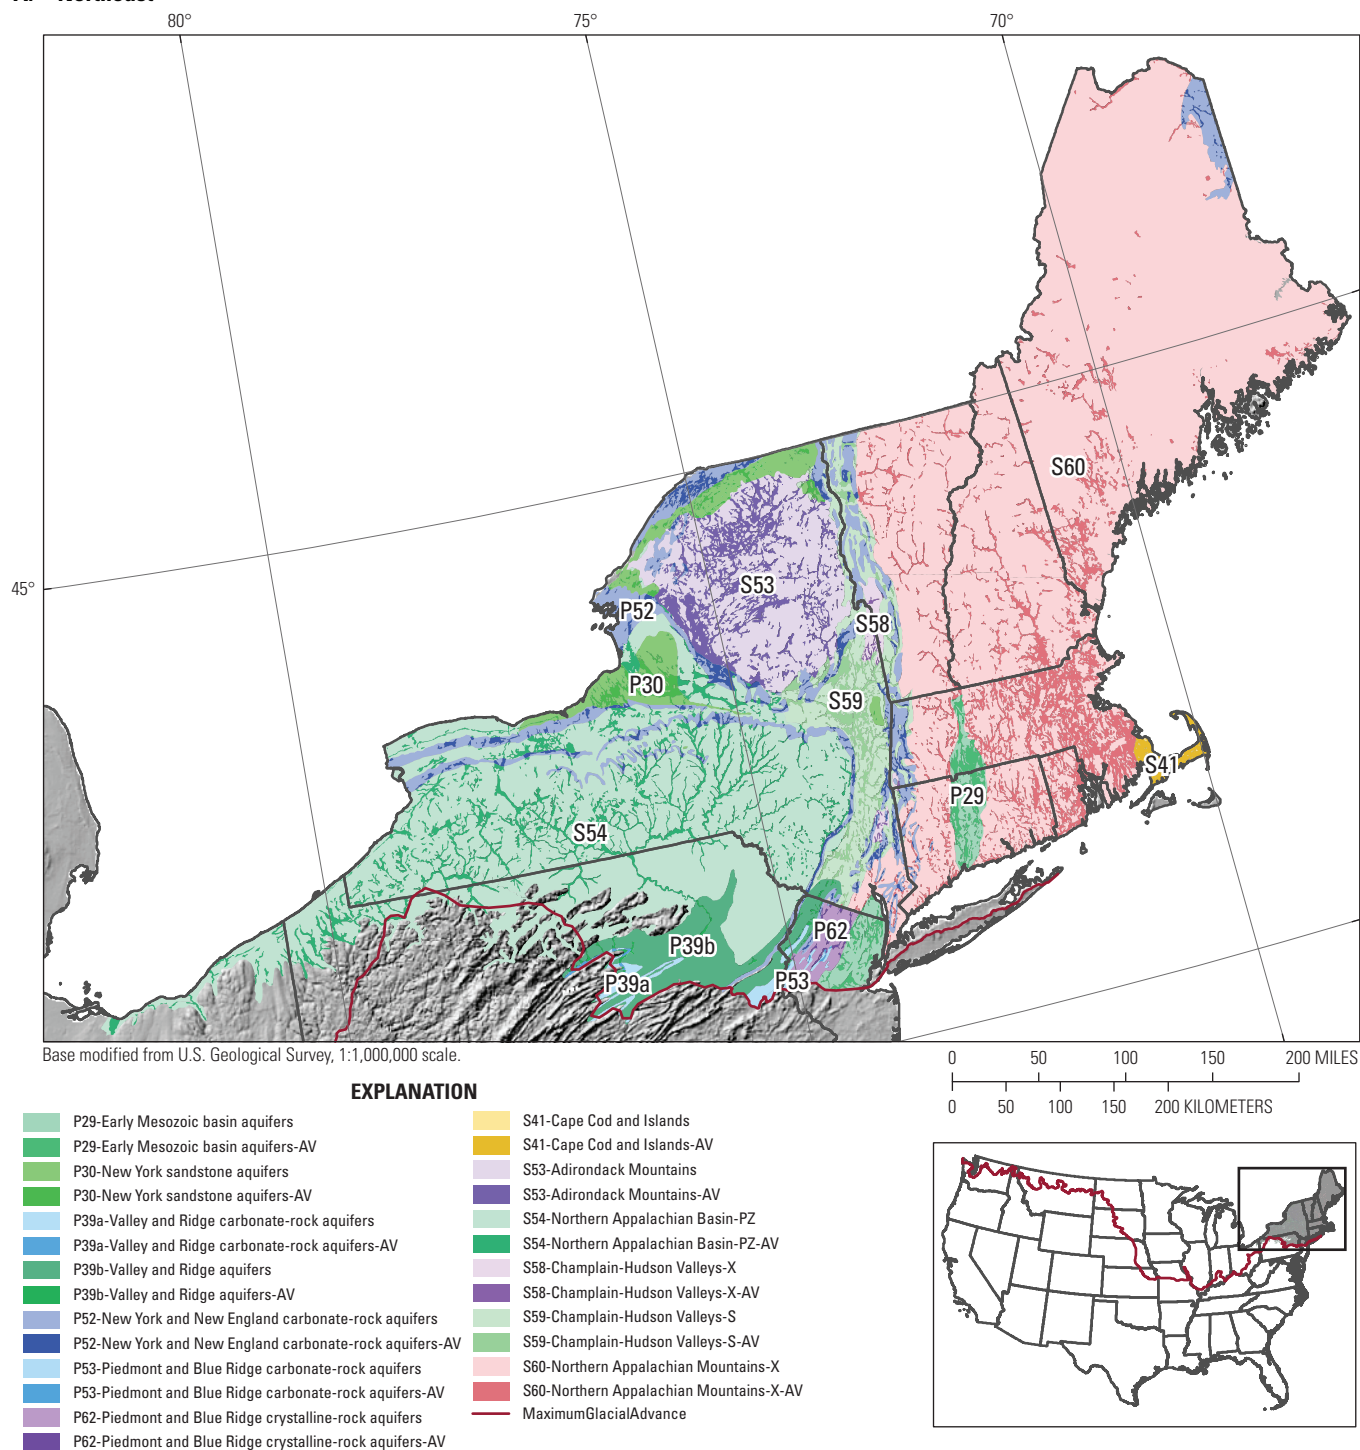 80°
75°
70°
45°
S60
S53
P52
S58
P30
S59
S41
P29
S54
P62
P39b
P39a
P53
Base modified from U.S. Geological Survey, 1:1,000,000 scale.
0 50 100 150 200 MILES
0 50 100 150 200 KILOMETERS
EXPLANATION
P29-Early Mesozoic basin aquifers
P29-Early Mesozoic basin aquifers-AV
P30-New York sandstone aquifers
P30-New York sandstone aquifers-AV
P39a-Valley and Ridge carbonate-rock aquifers
P39a-Valley and Ridge carbonate-rock aquifers-AV
P39b-Valley and Ridge aquifers
P39b-Valley and Ridge aquifers-AV
P52-New York and New England carbonate-rock aquifers
P52-New York and New England carbonate-rock aquifers-AV
P53-Piedmont and Blue Ridge carbonate-rock aquifers
P53-Piedmont and Blue Ridge carbonate-rock aquifers-AV
P62-Piedmont and Blue Ridge crystalline-rock aquifers
P62-Piedmont and Blue Ridge crystalline-rock aquifers-AV
S41-Cape Cod and Islands
S41-Cape Cod and Islands-AV
S53-Adirondack Mountains
S53-Adirondack Mountains-AV
S54-Northern Appalachian Basin-PZ
S54-Northern Appalachian Basin-PZ-AV
S58-Champlain-Hudson Valleys-X
S58-Champlain-Hudson Valleys-X-AV
S59-Champlain-Hudson Valleys-S
S59-Champlain-Hudson Valleys-S-AV
S60-Northern Appalachian Mountains-X
S60-Northern Appalachian Mountains-X-AV
MaximumGlacialAdvance